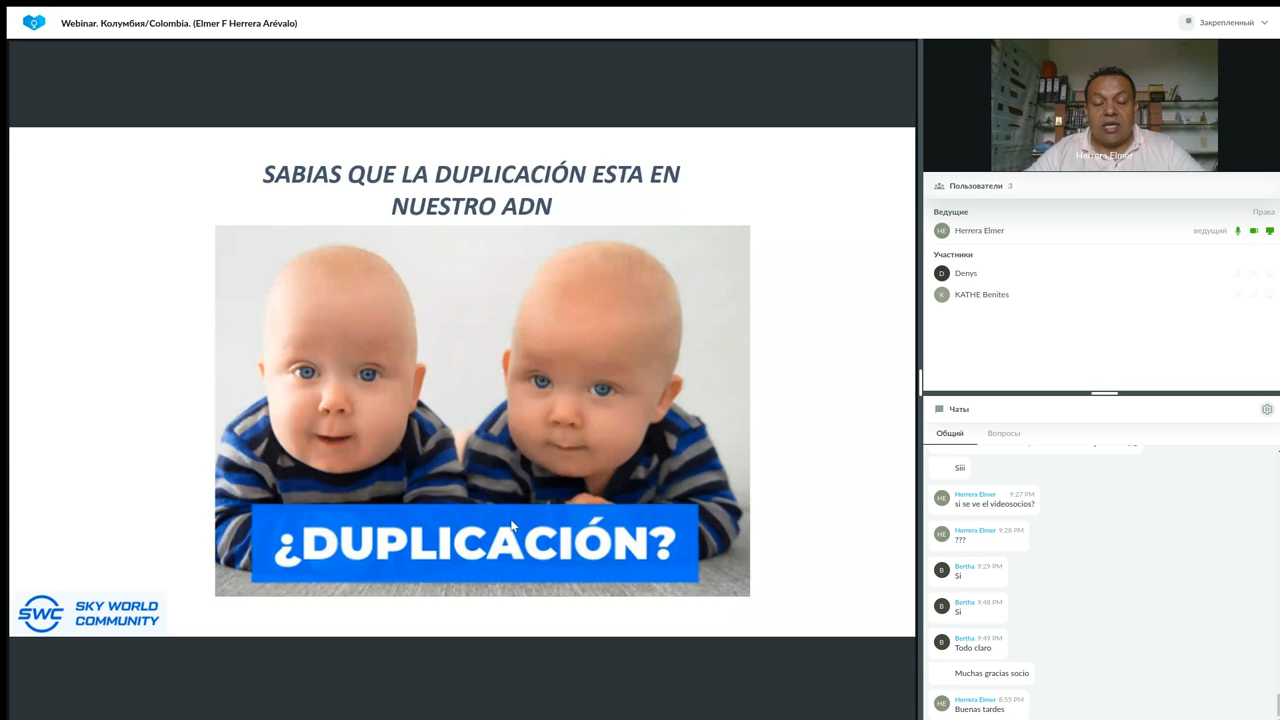 Webinar. Колумбия/Colombia. (Elmer F Herrera Arévalo)
Закрепленный
SABIAS QUE LA DUPLICACIÓN ESTA EN
NUESTRO ADN
¿DUPLICACIÓN?
SWC SKY WORLD
COMMUNITY
Herrera Elmer
Пользователи 3
Ведущие Права
HE Herrera Elmer ведущий
Участники
D Denys
K KATHE Benites
Чаты
Общий Вопросы
Siii
HE Herrera Elmer 9:27 PM
si se ve el videosocios?
HE Herrera Elmer 9:28 PM
???
B Bertha 9:29 PM
Si
B Bertha 9:48 PM
Si
B Bertha 9:49 PM
Todo claro
Muchas gracias socio
HE Herrera Elmer 8:55 PM
Buenas tardes